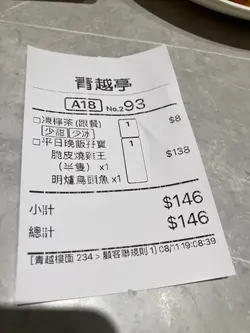 青越亭
A18 No.293
□凍檸茶(跟餐) 1 $8
少甜 少冰
□平日晚飯孖寶 1 $138
脆皮燒雞王
(半隻) x1
明爐烏頭魚 x1
小計 $146
總計 $146
[青越樓面 234 > 顧客聯規則 1] 08/11 19:08:39